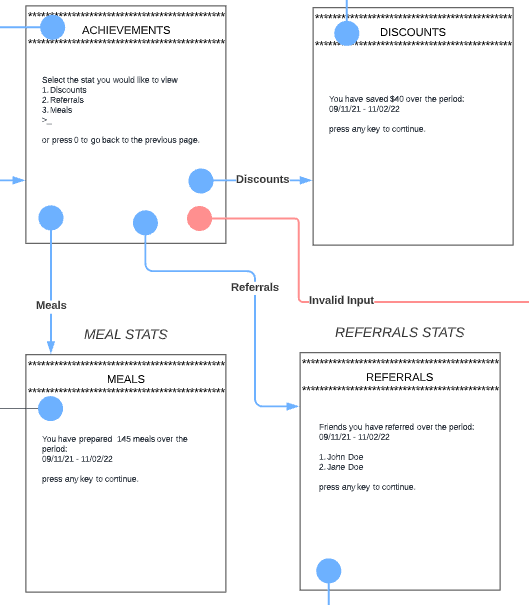 ****************************************************
ACHIEVEMENTS
****************************************************
Select the stat you would like to view
1. Discounts
2. Referrals
3. Meals
>_
or press 0 to go back to the previous page.
****************************************************
DISCOUNTS
****************************************************
You have saved $40 over the period:
09/11/21 - 11/02/22
press any key to continue.
Discounts
Referrals
Invalid Input
Meals
MEAL STATS
****************************************************
MEALS
****************************************************
You have prepared 145 meals over the
period:
09/11/21 - 11/02/22
press any key to continue.
REFERRALS STATS
****************************************************
REFERRALS
****************************************************
Friends you have referred over the period:
09/11/21 - 11/02/22
1. John Doe
2. Jane Doe
press any key to continue.